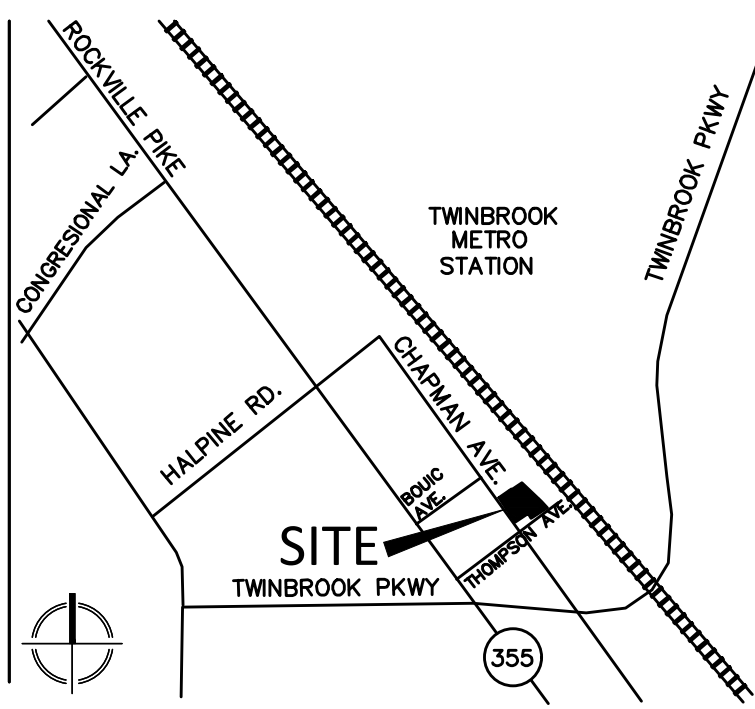 ROCKVILLE PIKE
CONGRESIONAL LA.
TWINBROOK PKWY
TWINBROOK
METRO
STATION
HALPINE RD.
CHAPMAN AVE.
BOUIC
AVE.
SITE
THOMPSON AVE.
TWINBROOK PKWY
355